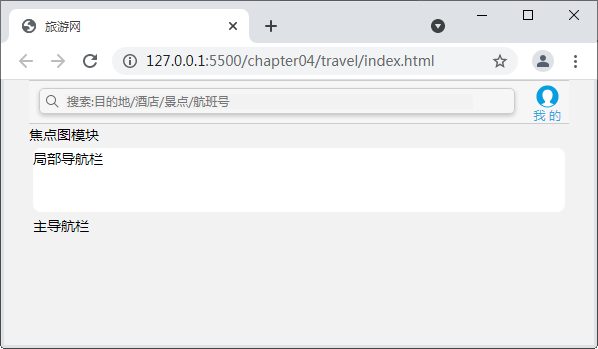 旅游网
127.0.0.1:5500/chapter04/travel/index.html
搜索:目的地/酒店/景点/航班号
我 的
焦点图模块
局部导航栏
主导航栏